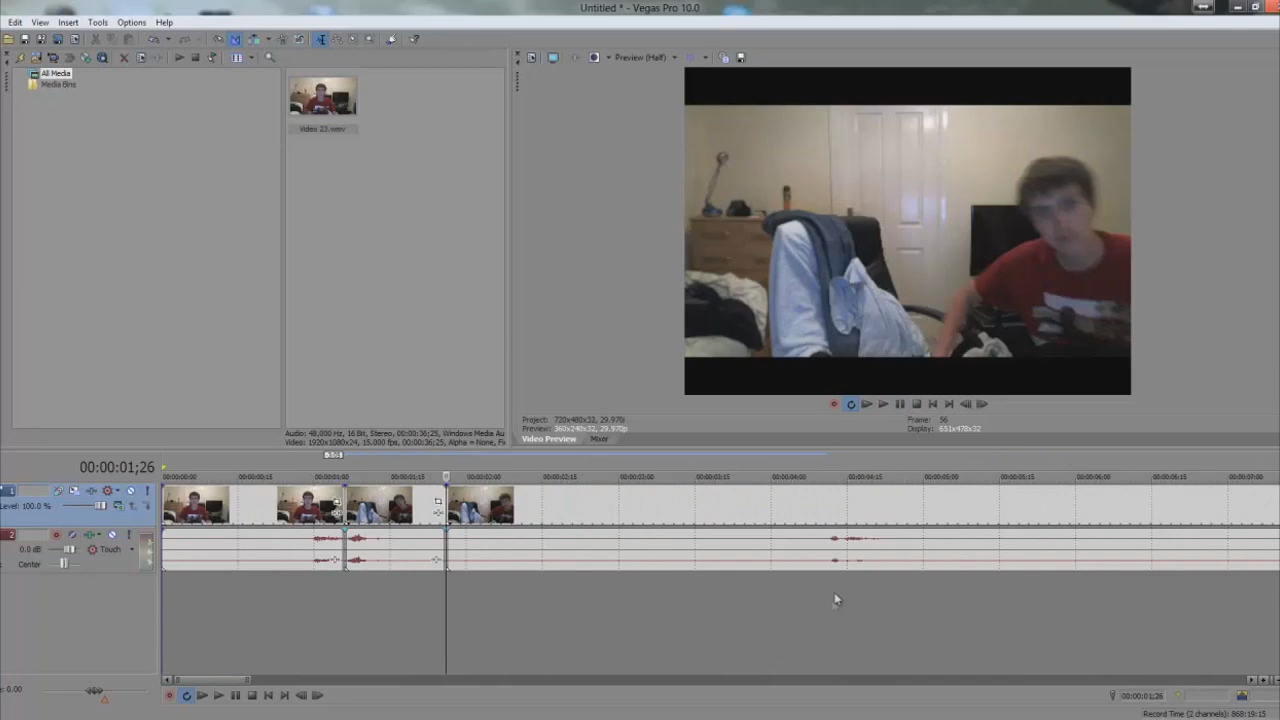 Untitled * - Vegas Pro 10.0
Edit View Insert Tools Options Help
All Media
Media Bins
Video 23.wmv
Preview (Half)
Audio: 48,000 Hz, 16 Bit, Stereo, 00:00:36;25, Windows Media Au
Video: 1920x1080x24, 15.000 fps, 00:00:36;25, Alpha = None, Fi
Project: 720x480x32, 29.970i
Preview: 360x240x32, 29.970p
Frame: 56
Display: 651x478x32
Video Preview Mixer
00:00:01;26
00:00:00 00:00:00;15 00:00:01;00 00:00:01;15 00:00:02;00 00:00:02;15 00:00:03;00 00:00:03;15 00:00:04;00 00:00:04;15 00:00:05;00 00:00:05;15 00:00:06;00 00:00:06;15 00:00:07;00
1
Level: 100.0 %
2
0.0 dB Touch
Center
e: 0.00
00:00:01;26
Record Time (2 channels): 868:19:15